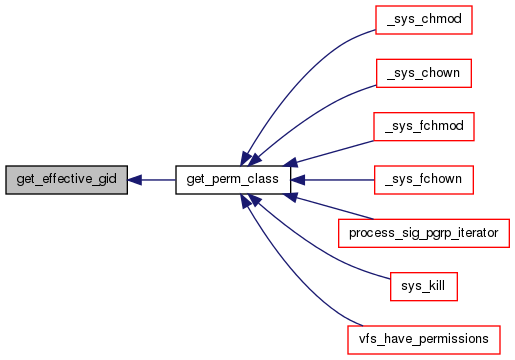 _sys_chmod
_sys_chown
_sys_fchmod
get_effective_gid
get_perm_class
_sys_fchown
process_sig_pgrp_iterator
sys_kill
vfs_have_permissions